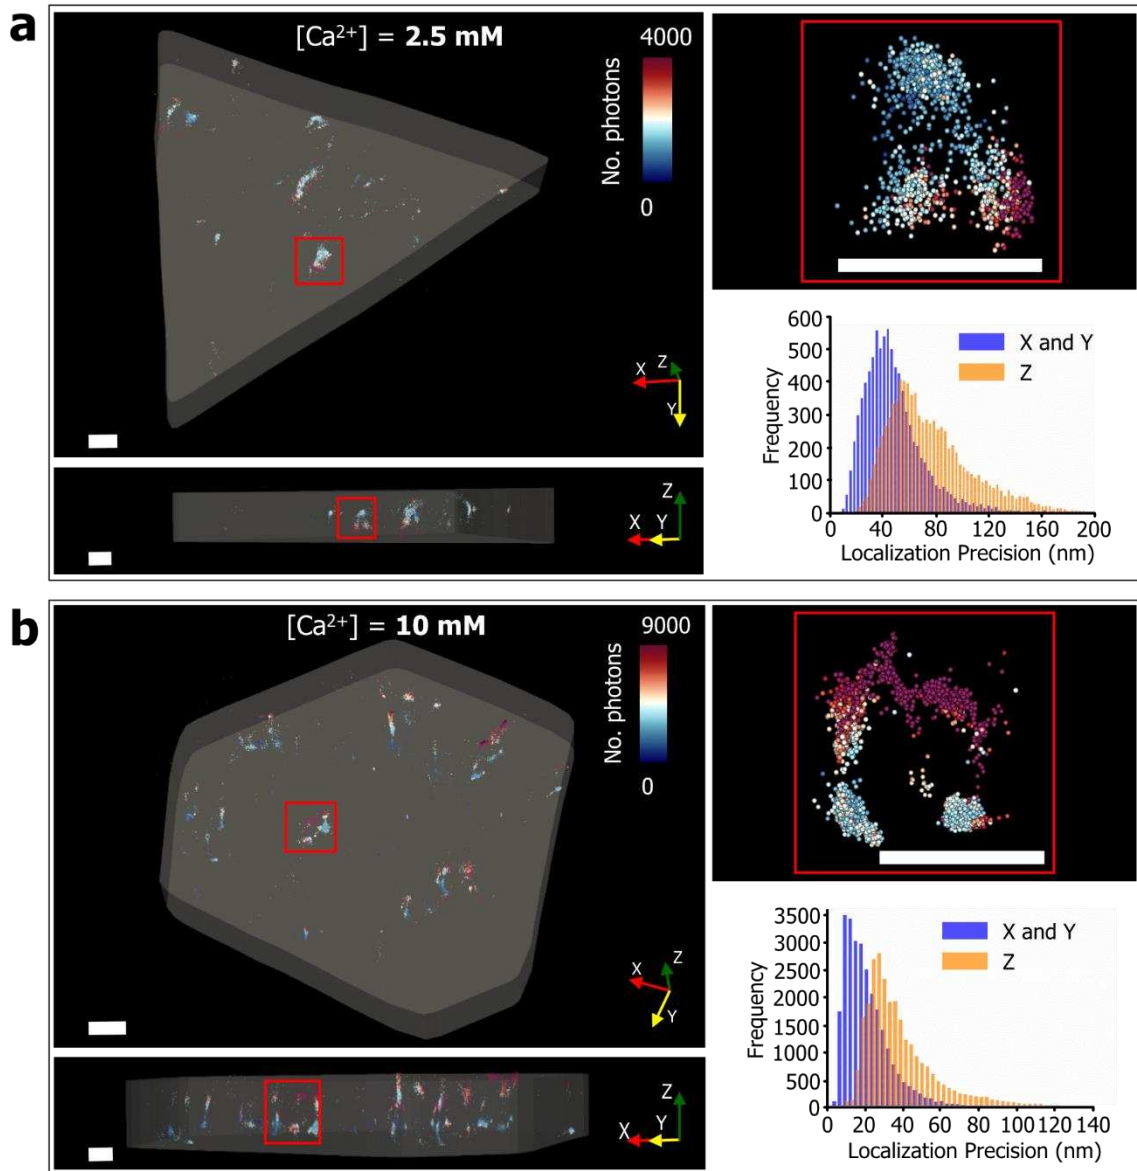 a
[Ca²⁺] = 2.5 mM
4000
No. photons
0
X
Z
Y
Z
X
Y
600
500
400
300
200
100
0
Frequency
X and Y
Z
0
40
80
120
160
200
Localization Precision (nm)
b
[Ca²⁺] = 10 mM
9000
No. photons
0
X
Z
Y
Z
X
Y
3500
3000
2500
2000
1500
1000
500
0
Frequency
X and Y
Z
0
20
40
60
80
100
120
140
Localization Precision (nm)